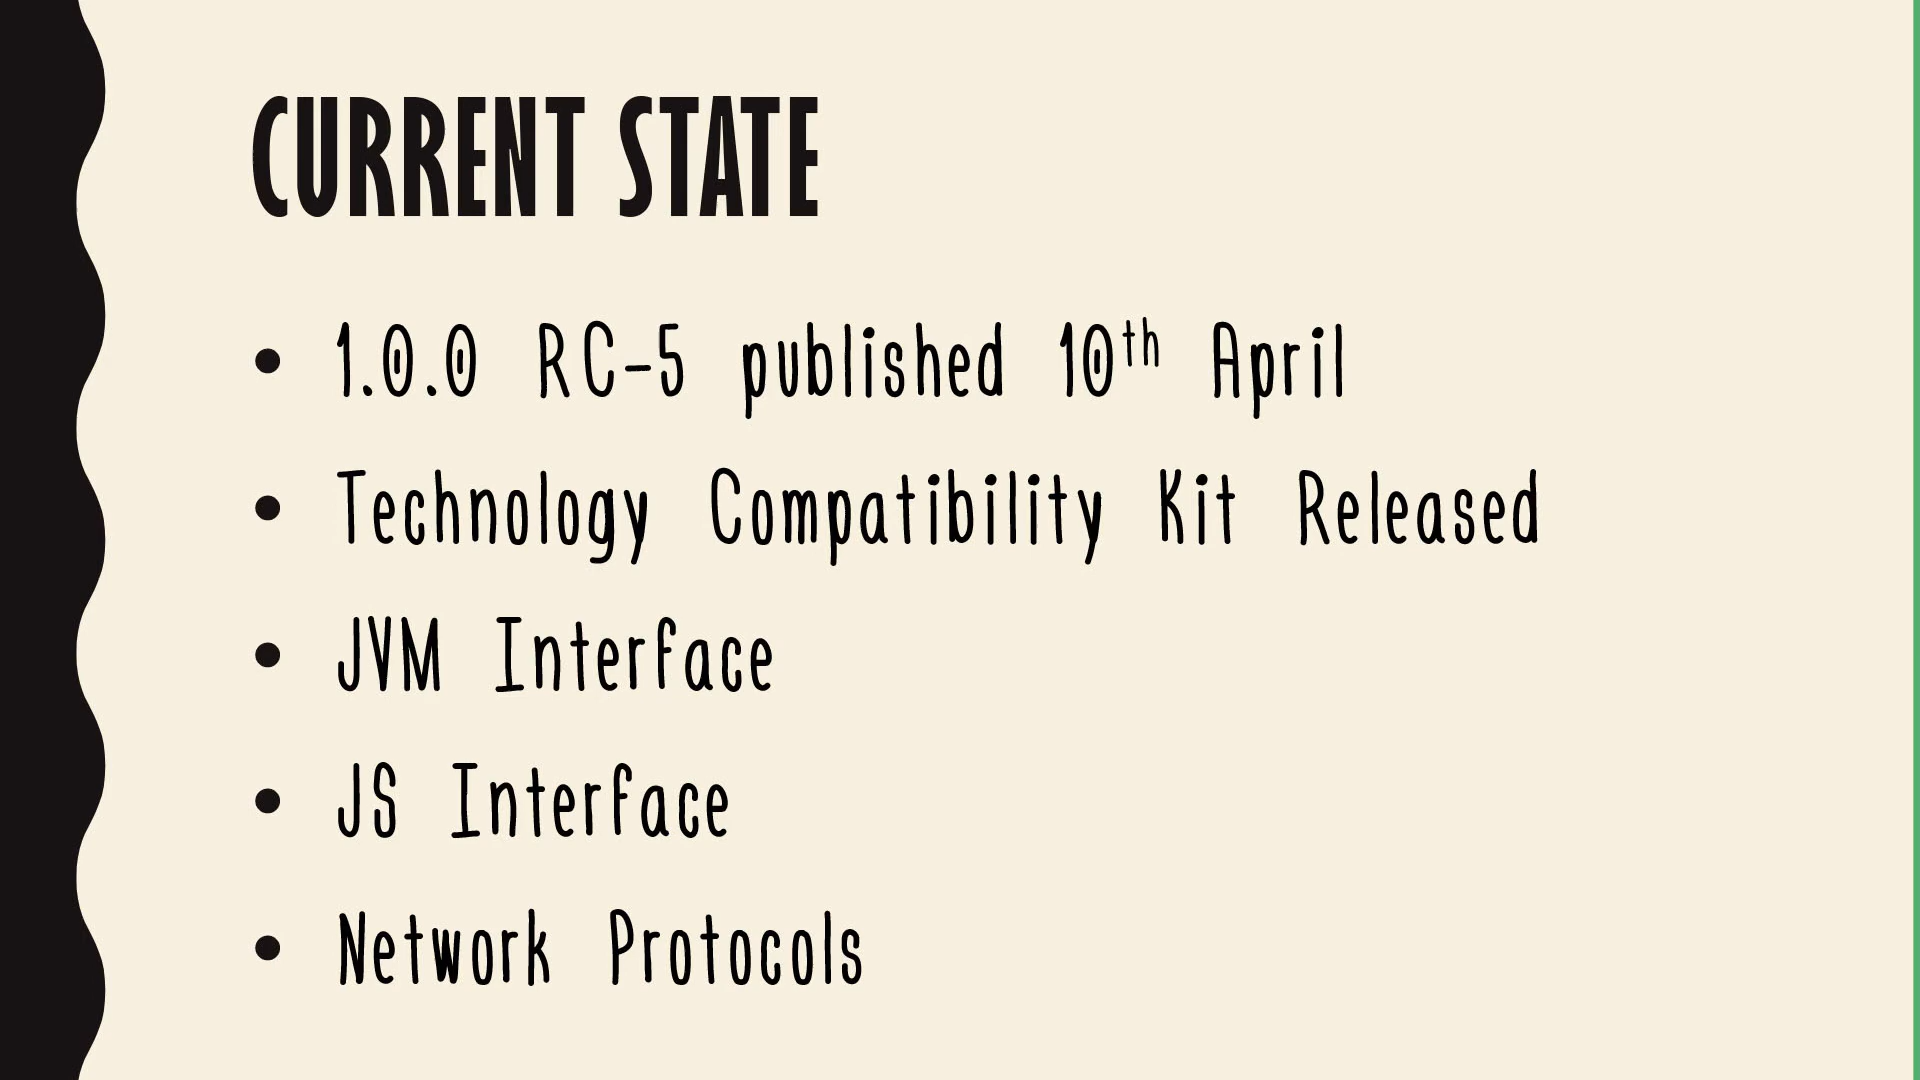 CURRENT STATE
• 1.0.0 RC-5 published 10th April
• Technology Compatibility Kit Released
• JVM Interface
• JS Interface
• Network Protocols